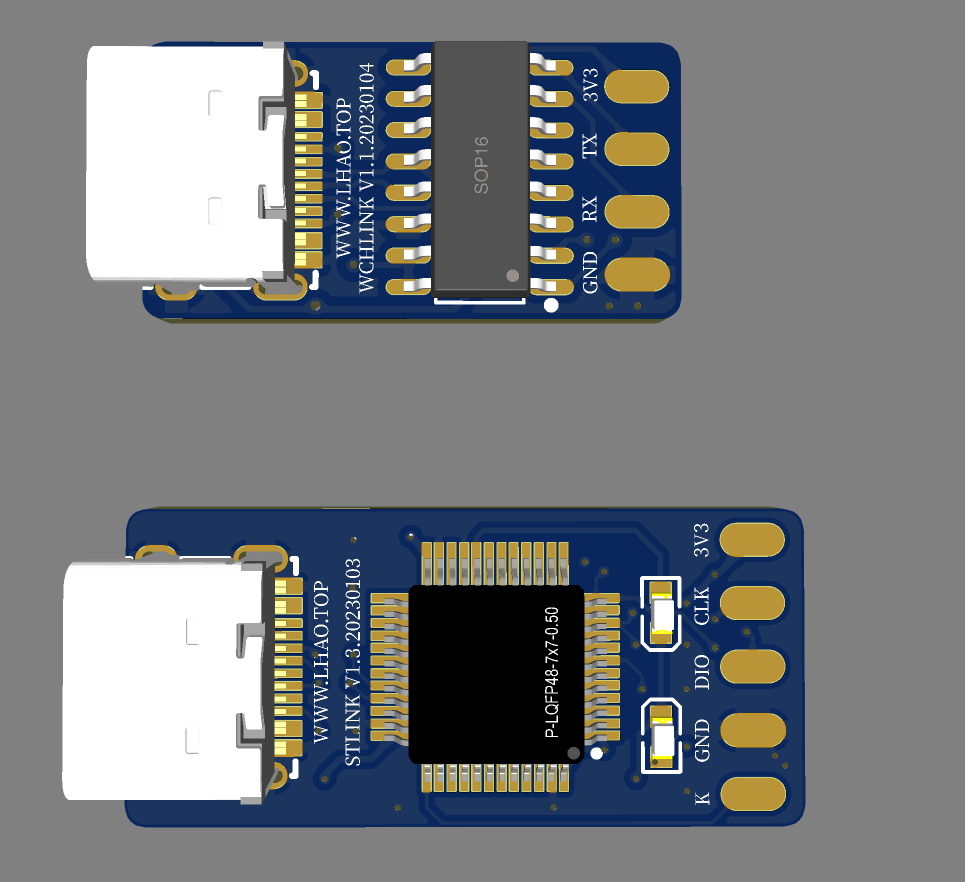 WWW.LHAO.TOP
WCHLINK V1.1.20230104
SOP16
3V3
TX
RX
GND
WWW.LHAO.TOP
STLINK V1.3.20230103
P-LQFP48-7x7-0.50
3V3
CLK
DIO
GND
K